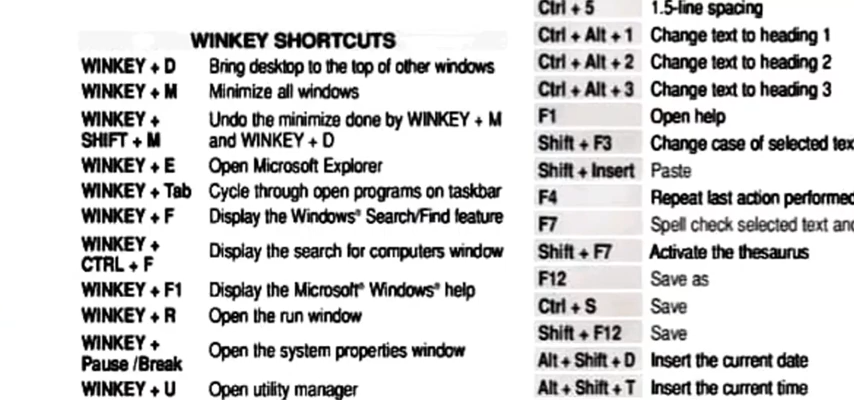 WINKEY SHORTCUTS
WINKEY + D Bring desktop to the top of other windows
WINKEY + M Minimize all windows
WINKEY + Undo the minimize done by WINKEY + M
SHIFT + M and WINKEY + D
WINKEY + E Open Microsoft Explorer
WINKEY + Tab Cycle through open programs on taskbar
WINKEY + F Display the Windows® Search/Find feature
WINKEY +
CTRL + F Display the search for computers window
WINKEY + F1 Display the Microsoft® Windows® help
WINKEY + R Open the run window
WINKEY +
Pause /Break Open the system properties window
WINKEY + U Open utility manager
Ctrl + 5 1.5-line spacing
Ctrl + Alt + 1 Change text to heading 1
Ctrl + Alt + 2 Change text to heading 2
Ctrl + Alt + 3 Change text to heading 3
F1 Open help
Shift + F3 Change case of selected tex
Shift + Insert Paste
F4 Repeat last action performed
F7 Spell check selected text and
Shift + F7 Activate the thesaurus
F12 Save as
Ctrl + S Save
Shift + F12 Save
Alt + Shift + D Insert the current date
Alt + Shift + T Insert the current time